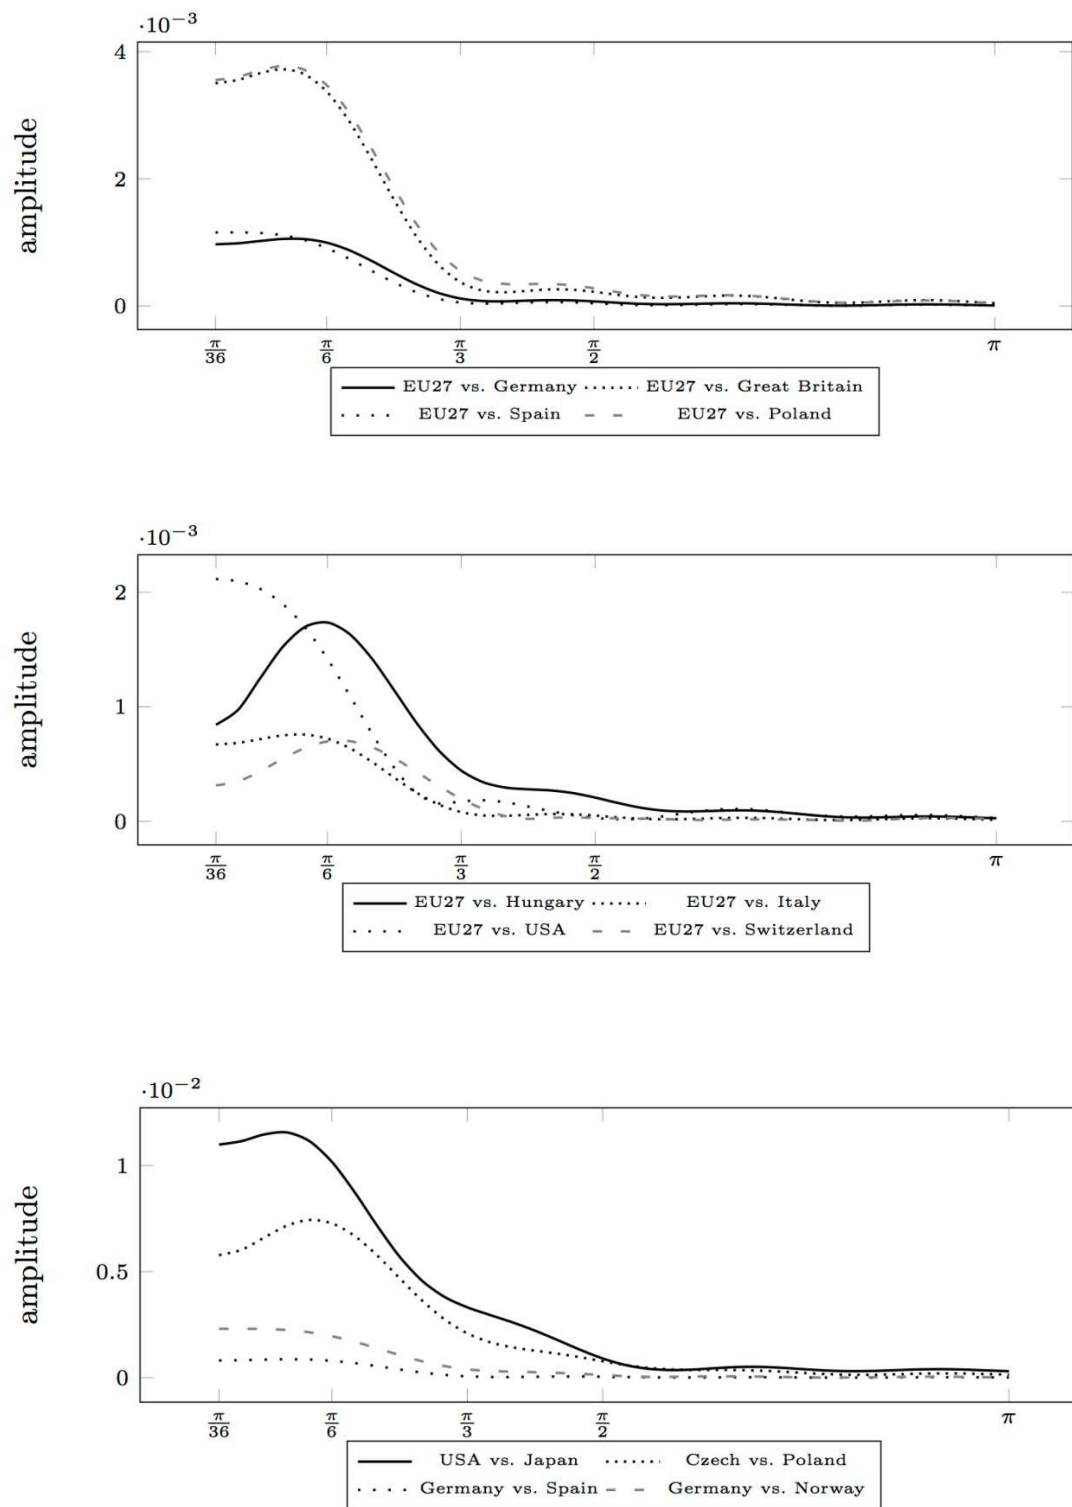 ·10⁻³
4
2
0
amplitude
π/36 π/6 π/3 π/2 π
EU27 vs. Germany EU27 vs. Great Britain
EU27 vs. Spain EU27 vs. Poland
·10⁻³
2
1
0
amplitude
π/36 π/6 π/3 π/2 π
EU27 vs. Hungary EU27 vs. Italy
EU27 vs. USA EU27 vs. Switzerland
·10⁻²
1
0.5
0
amplitude
π/36 π/6 π/3 π/2 π
USA vs. Japan Czech vs. Poland
Germany vs. Spain Germany vs. Norway